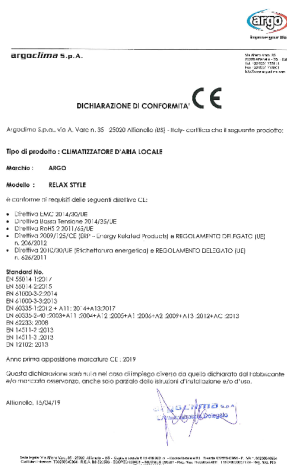 argo
argoclima S.p.A.
DICHIARAZIONE DI CONFORMITA' CE
Argoclima S.p.A., Via A. Varo n. 35 25020 Alfianello (BS) - Italy- certifica che il seguente prodotto:
Tipo di prodotto : CLIMATIZZATORE D'ARIA LOCALE
Marchio : ARGO
Modello : RELAX STYLE
è conforme ai requisiti delle seguenti direttive CE:
• Direttiva EMC 2014/30/UE
• Direttiva Bassa Tensione 2014/35/UE
• Direttiva RoHS 2 2011/65/UE
• Direttiva 2009/125/CE (ERP - Energy Related Products) e REGOLAMENTO DELEGATO (UE)
n. 206/2012
• Direttiva 2010/30/UE (Etichettatura energetica) e REGOLAMENTO DELEGATO (UE)
n. 626/2011
Standard No.
EN 55014-1:2017
EN 55014-2:2015
EN 61000-3-2:2014
EN 61000-3-3:2013
EN 60335-1:2012 + A11: 2014+A13:2017
EN 60335-2-40:2003+A11:2004+A12:2005+A1:2006+A2:2009+A13:2012+AC:2013
EN 62233: 2008
EN 14511-2:2013
EN 14511-3:2013
EN 12102: 2013
Anno prima apposizione marcature CE : 2019
Questa dichiarazione sarà nulla nel caso di impiego diverso da quello dichiarato dal fabbricante
e/o mancata osservanza, anche solo parziale delle istruzioni d'installazione e/o d'uso.
Alfianello, 15/04/19